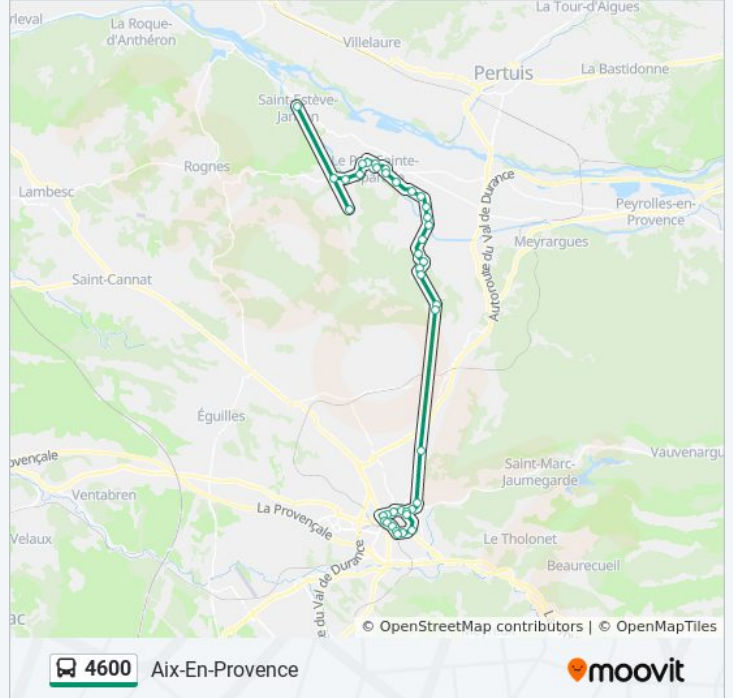 La Tour-d'Aigues
rleval
La Roque-
d'Anthéron
Villelaure
Pertuis
La Bastidonne
Saint-Estève-
Janson
Rognes
Lambesc
Autoroute du Val de Durance
Peyrolles-en-
Provence
Meyrargues
Saint-Cannat
Éguilles
ovençale
Ventabren
Saint-Marc-
Jaumegarde
Vauvenargu
La Provençale
Velaux
Le Tholonet
e du Val de Durance
Beaurecueil
© OpenStreetMap contributors | © OpenMapTiles
4600 Aix-En-Provence
moovit